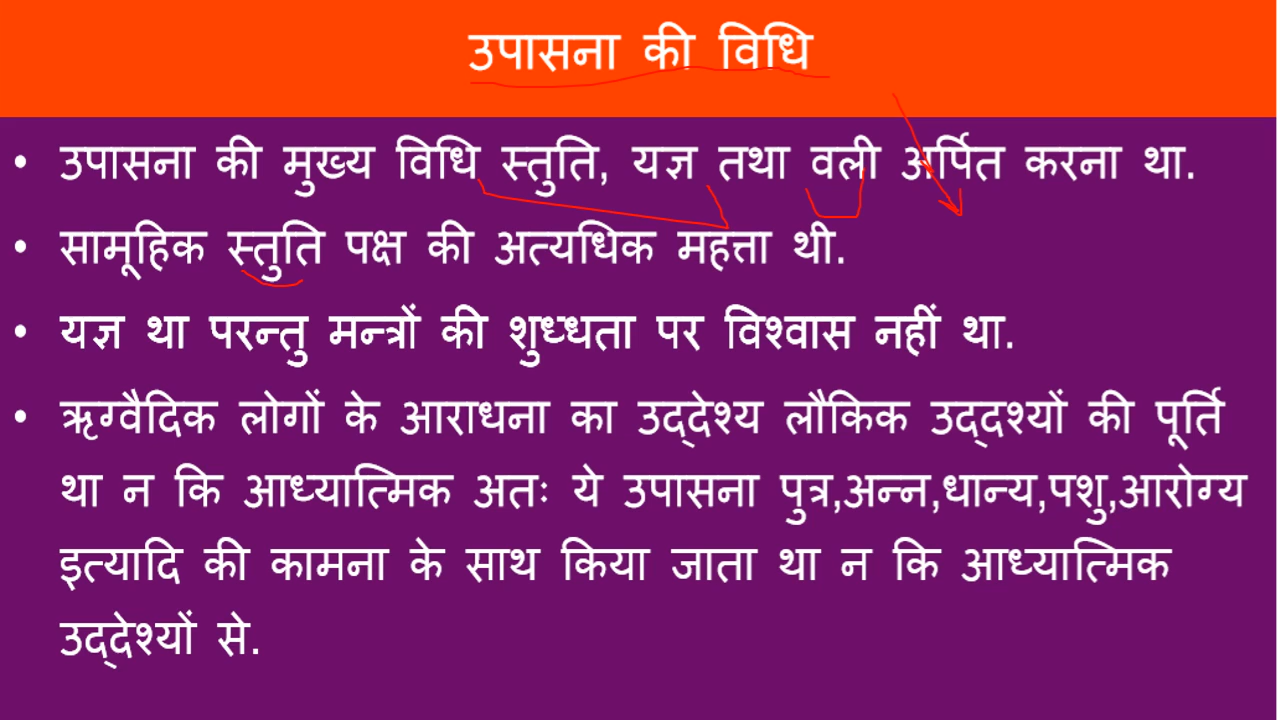 उपासना की विधि
• उपासना की मुख्य विधि स्तुति, यज्ञ तथा वली अर्पित करना था.
• सामूहिक स्तुति पक्ष की अत्यधिक महत्ता थी.
• यज्ञ था परन्तु मन्त्रों की शुध्धता पर विश्वास नहीं था.
• ऋग्वैदिक लोगों के आराधना का उद्देश्य लौकिक उद्दश्यों की पूर्ति
था न कि आध्यात्मिक अतः ये उपासना पुत्र,अन्न,धान्य,पशु,आरोग्य
इत्यादि की कामना के साथ किया जाता था न कि आध्यात्मिक
उद्देश्यों से.